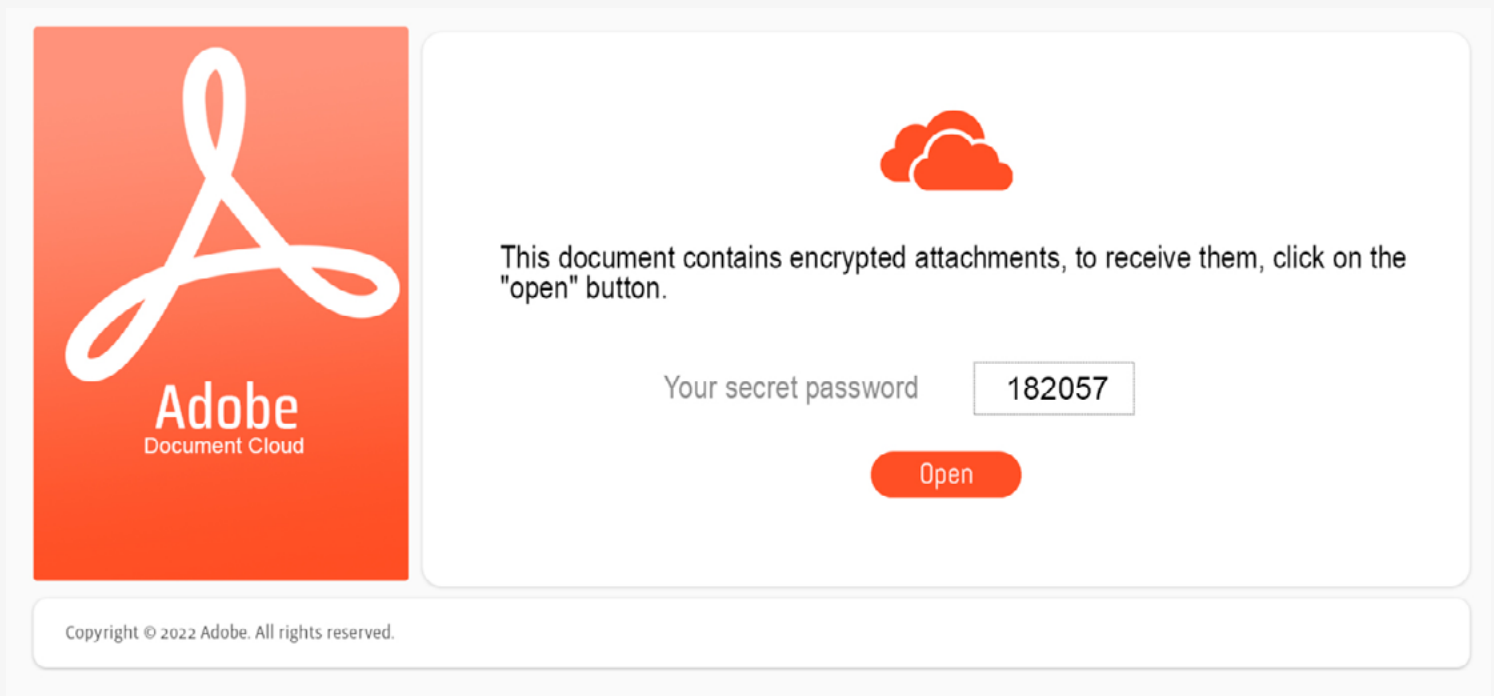 Adobe
Document Cloud
This document contains encrypted attachments, to receive them, click on the
"open" button.
Your secret password 182057
Open
Copyright © 2022 Adobe. All rights reserved.